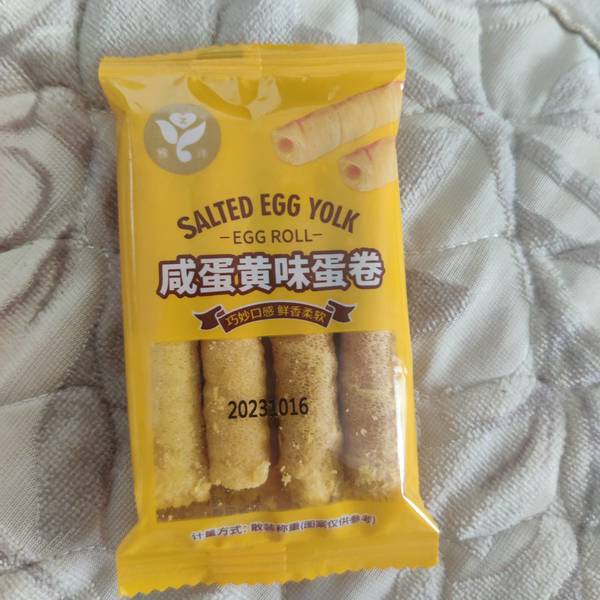 SALTED EGG YOLK
-EGG ROLL-
咸蛋黄味蛋卷
巧妙口感 鲜香柔软
20231016
计量方式:散装称重(图案仅供参考)